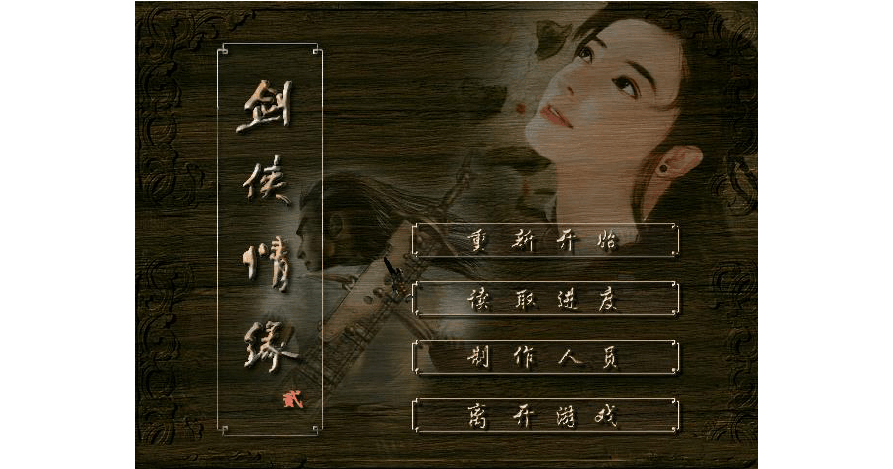 剑侠情缘
贰
重新开始
读取进度
制作人员
离开游戏